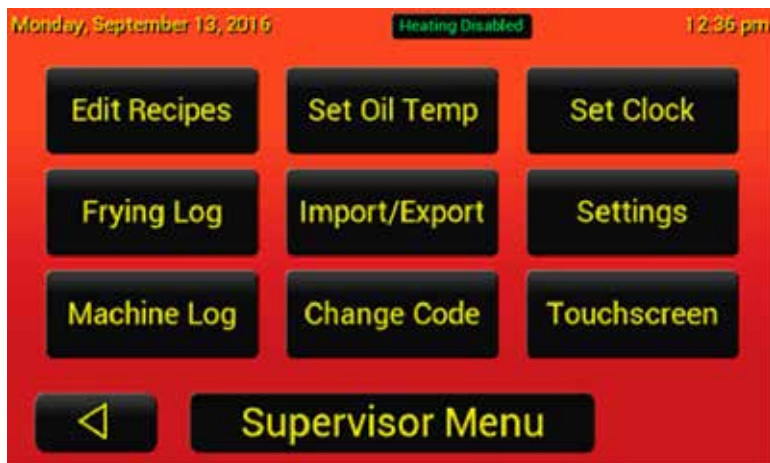 Monday, September 13, 2016 Heating Disabled 12:36 pm
Edit Recipes Set Oil Temp Set Clock
Frying Log Import/Export Settings
Machine Log Change Code Touchscreen
Supervisor Menu